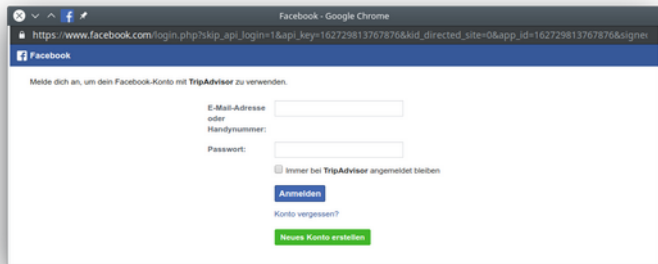 Facebook - Google Chrome
https://www.facebook.com/login.php?skip_api_login=1&api_key=162729813767876&kid_directed_site=0&app_id=162729813767876&signed
Facebook
Melde dich an, um dein Facebook-Konto mit TripAdvisor zu verwenden.
E-Mail-Adresse
oder
Handynummer:
Passwort:
Immer bei TripAdvisor angemeldet bleiben
Anmelden
Konto vergessen?
Neues Konto erstellen